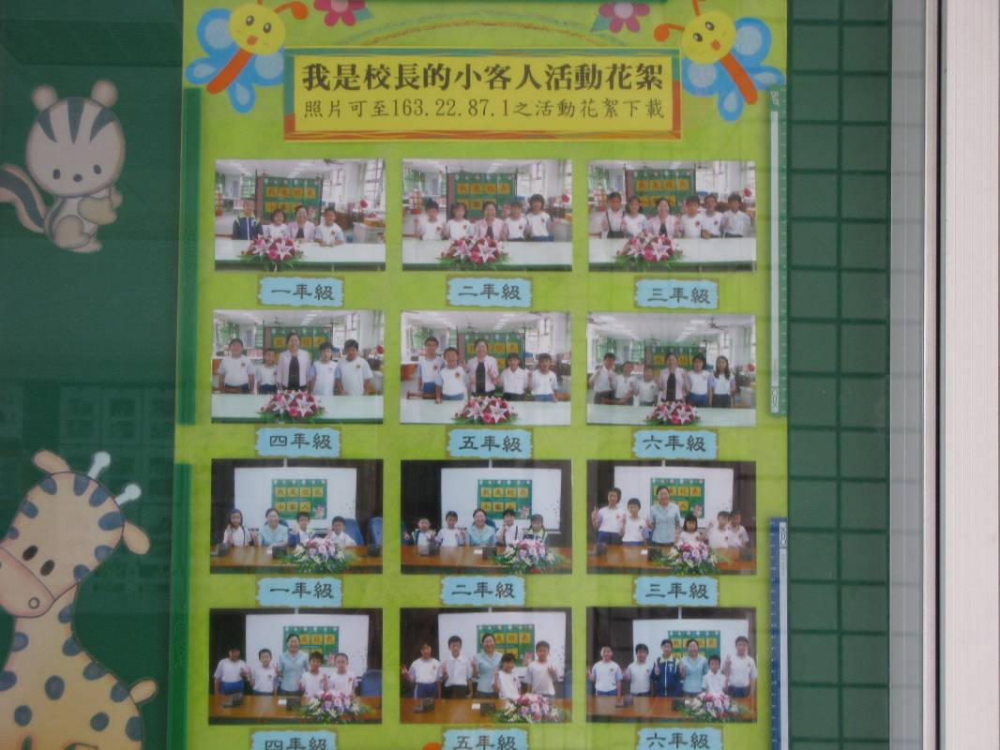 我是校長的小客人活動花絮
照片可至163.22.87.1之活動花絮下載
一年級
二年級
三年級
四年級
五年級
六年級
一年級
二年級
三年級
四年級
五年級
六年級